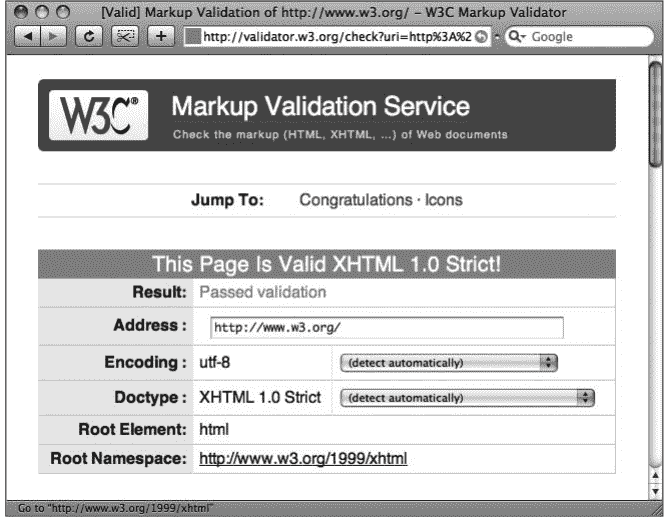 [Valid] Markup Validation of http://www.w3.org/ – W3C Markup Validator
http://validator.w3.org/check?uri=http%3A%2 Google
W3C® Markup Validation Service
Check the markup (HTML, XHTML, ...) of Web documents
Jump To: Congratulations · Icons
This Page Is Valid XHTML 1.0 Strict!
Result: Passed validation
Address : http://www.w3.org/
Encoding : utf-8 (detect automatically)
Doctype : XHTML 1.0 Strict (detect automatically)
Root Element: html
Root Namespace: http://www.w3.org/1999/xhtml
Go to "http://www.w3.org/1999/xhtml"